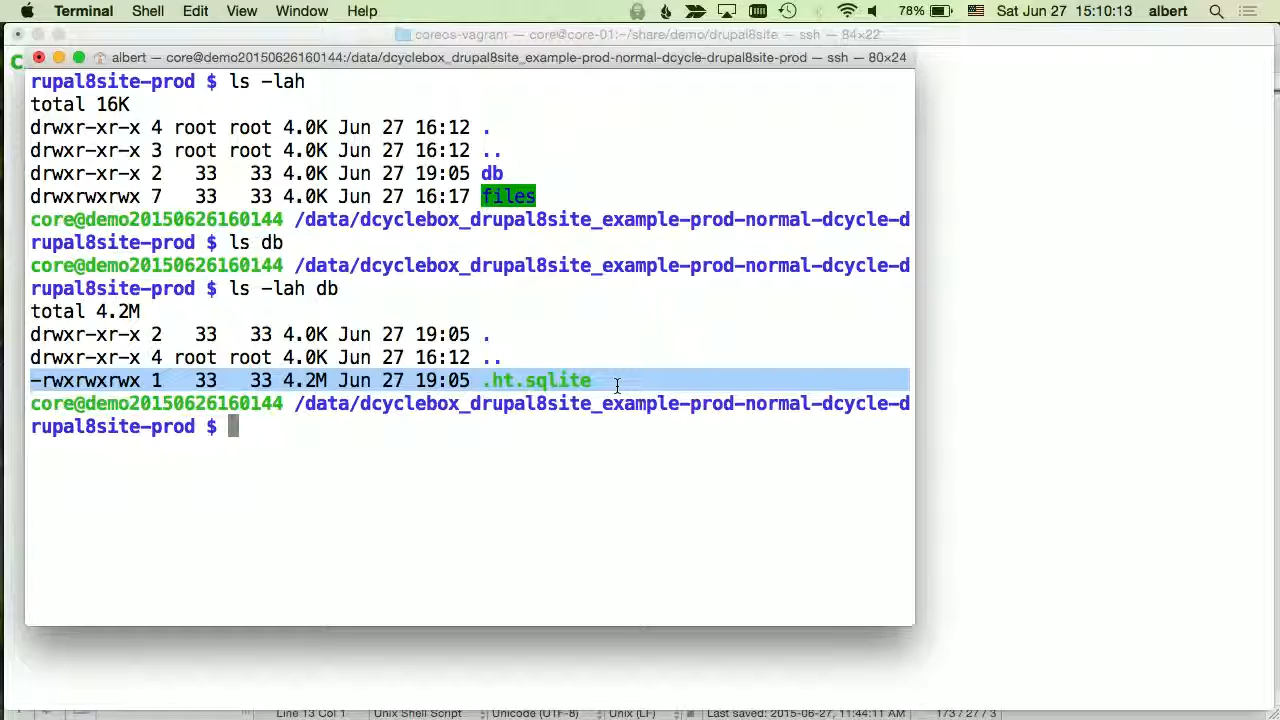 Terminal Shell Edit View Window Help 78% Sat Jun 27 15:10:13 albert
coreos-vagrant — core@core-01:~/share/demo/drupal8site — ssh — 84×22
albert — core@demo20150626160144:/data/dcyclebox_drupal8site_example-prod-normal-dcycle-drupal8site-prod — ssh — 80×24
rupal8site-prod $ ls -lah
total 16K
drwxr-xr-x 4 root root 4.0K Jun 27 16:12 .
drwxr-xr-x 3 root root 4.0K Jun 27 16:12 ..
drwxr-xr-x 2 33 33 4.0K Jun 27 19:05 db
drwxrwxrwx 7 33 33 4.0K Jun 27 16:17 files
core@demo20150626160144 /data/dcyclebox_drupal8site_example-prod-normal-dcycle-d
rupal8site-prod $ ls db
core@demo20150626160144 /data/dcyclebox_drupal8site_example-prod-normal-dcycle-d
rupal8site-prod $ ls -lah db
total 4.2M
drwxr-xr-x 2 33 33 4.0K Jun 27 19:05 .
drwxr-xr-x 4 root root 4.0K Jun 27 16:12 ..
-rwxrwxrwx 1 33 33 4.2M Jun 27 19:05 .ht.sqlite
core@demo20150626160144 /data/dcyclebox_drupal8site_example-prod-normal-dcycle-d
rupal8site-prod $
Line 13 Col 1 Unix Shell Script Unicode (UTF-8) Unix (LF) Last saved: 2015-06-27, 11:44:11 AM 173 / 27 / 3